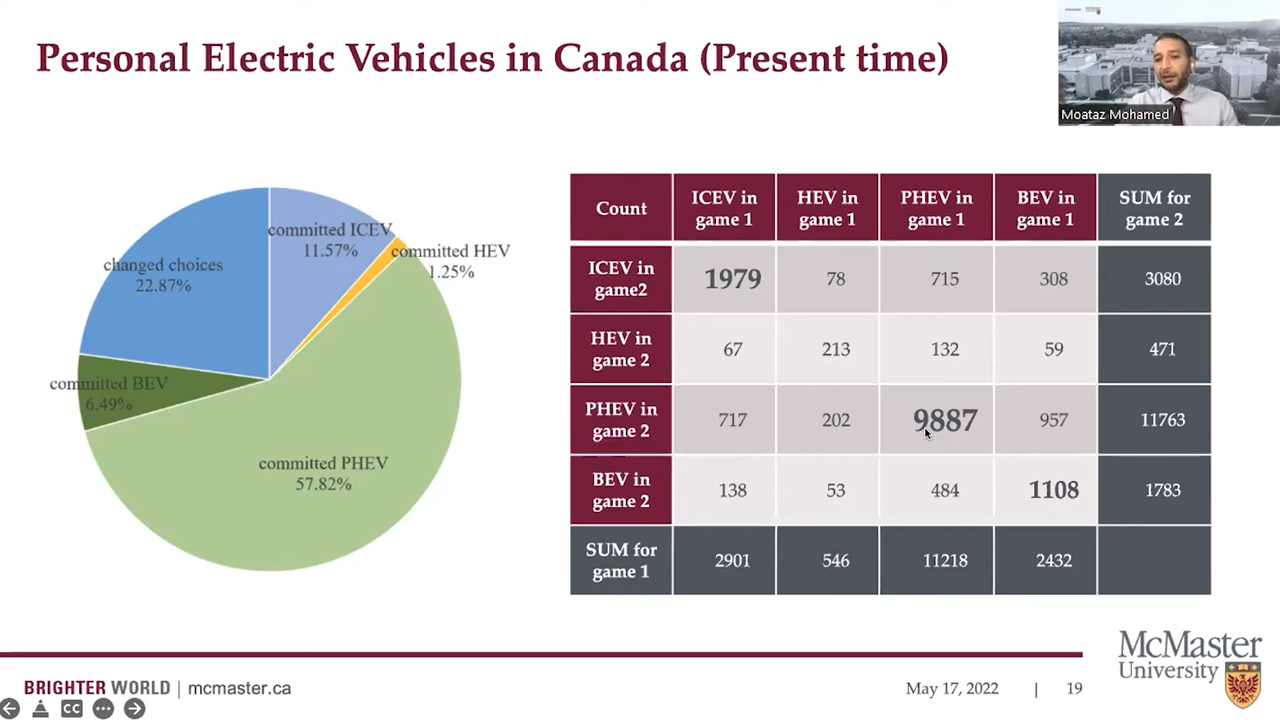 Personal Electric Vehicles in Canada (Present time)
Moataz Mohamed
committed ICEV
11.57%
committed HEV
1.25%
changed choices
22.87%
committed BEV
6.49%
committed PHEV
57.82%
Count
ICEV in
game 1
HEV in
game 1
PHEV in
game 1
BEV in
game 1
SUM for
game 2
ICEV in
game2
1979
78
715
308
3080
HEV in
game 2
67
213
132
59
471
PHEV in
game 2
717
202
9887
957
11763
BEV in
game 2
138
53
484
1108
1783
SUM for
game 1
2901
546
11218
2432
BRIGHTER WORLD | mcmaster.ca
May 17, 2022 | 19
McMaster
University
CC